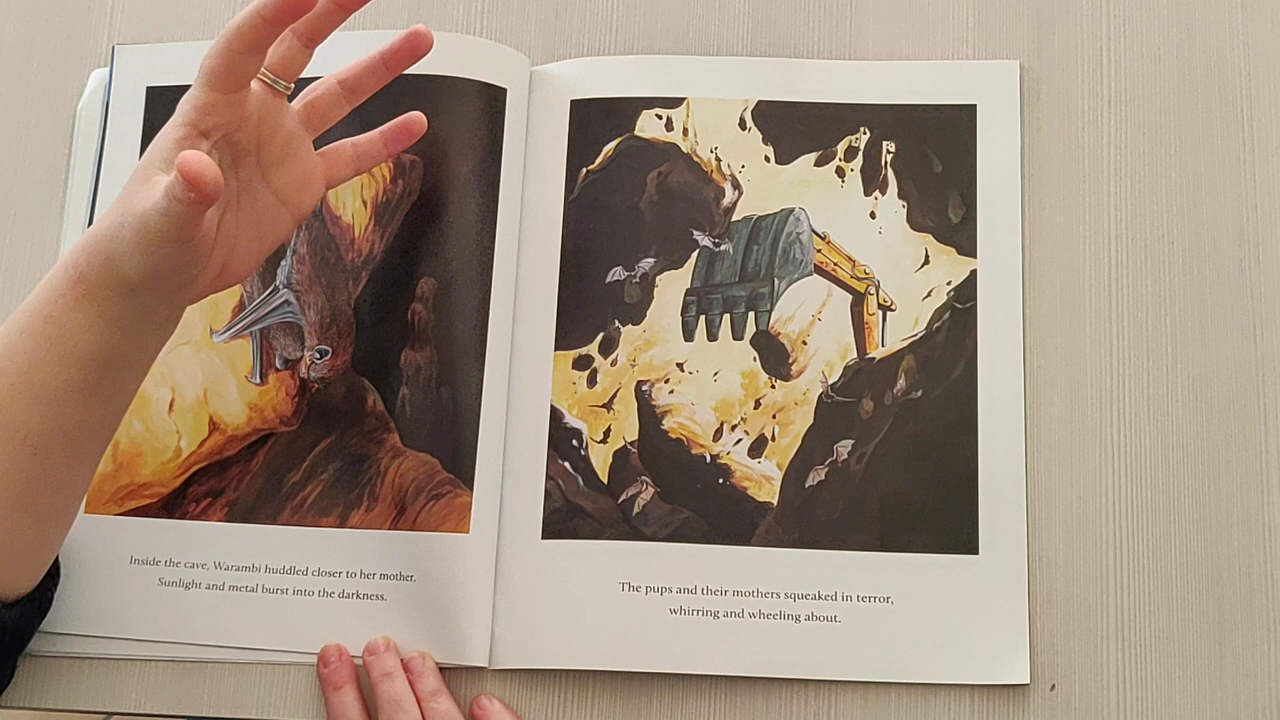 Inside the cave, Warambi huddled closer to her mother.
Sunlight and metal burst into the darkness.
The pups and their mothers squeaked in terror,
whirring and wheeling about.